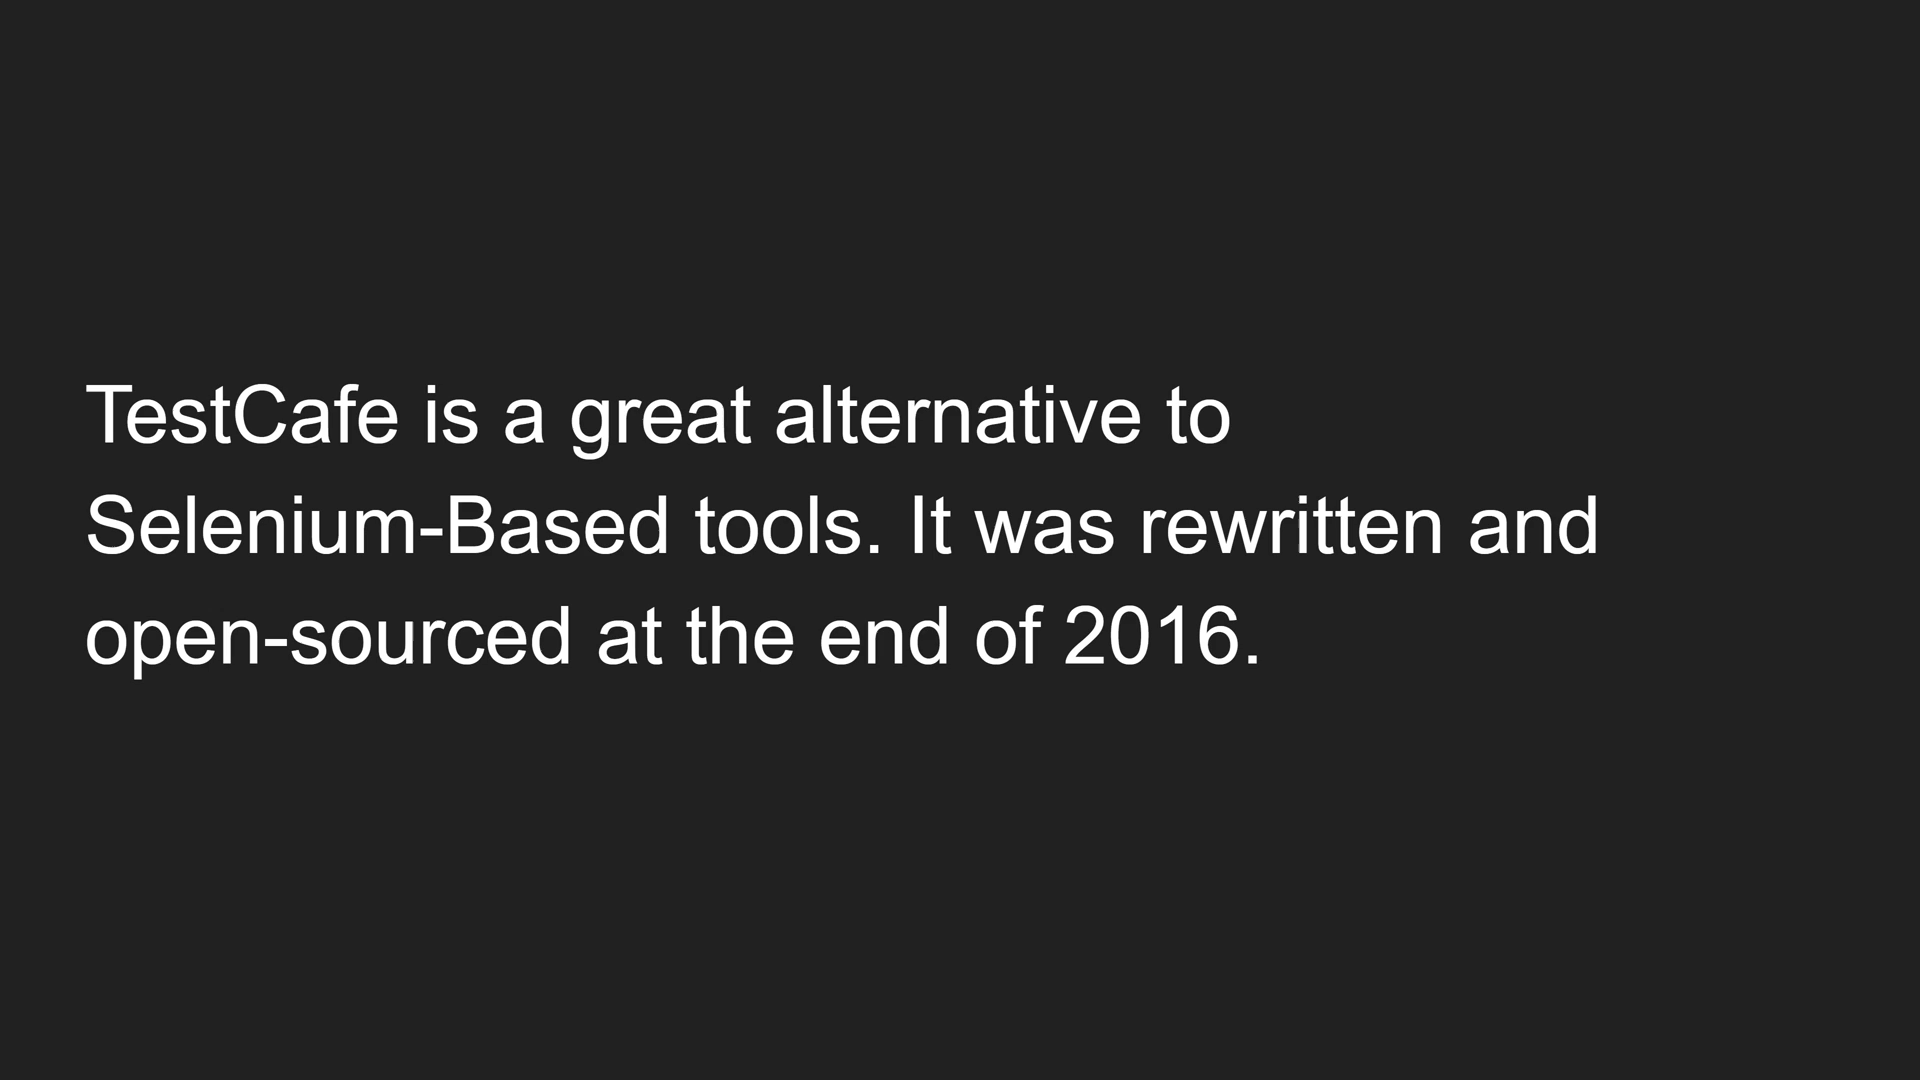 TestCafe is a great alternative to
Selenium-Based tools. It was rewritten and
open-sourced at the end of 2016.